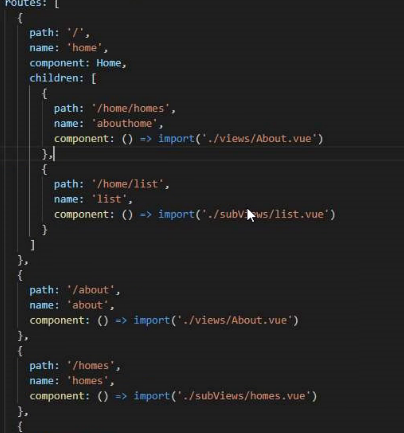 routes: [
{
path: '/',
name: 'home',
component: Home,
children: [
{
path: '/home/homes',
name: 'abouthome',
component: () => import('./views/About.vue')
},
{
path: '/home/list',
name: 'list',
component: () => import('./subViews/list.vue')
}
]
},
{
path: '/about',
name: 'about',
component: () => import('./views/About.vue')
},
{
path: '/homes',
name: 'homes',
component: () => import('./subViews/homes.vue')
},
{